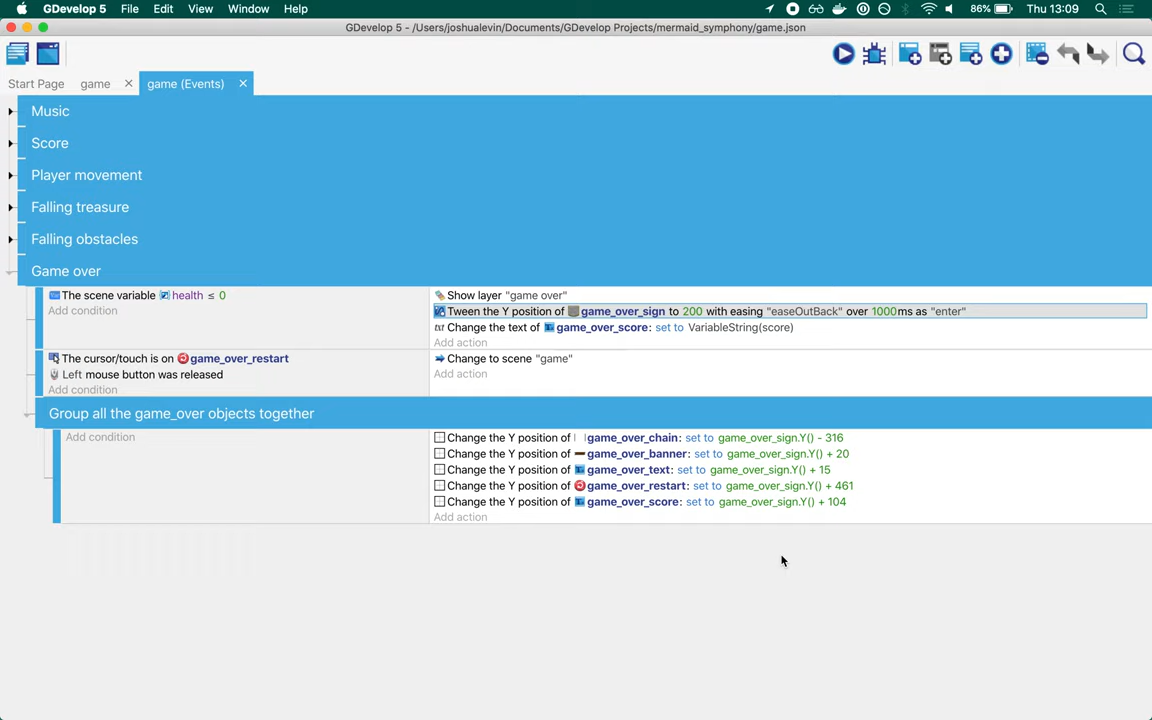 GDevelop 5 File Edit View Window Help 86% Thu 13:09
GDevelop 5 - /Users/joshualevin/Documents/GDevelop Projects/mermaid_symphony/game.json
Start Page game game (Events)
Music
Score
Player movement
Falling treasure
Falling obstacles
Game over
The scene variable health ≤ 0
Add condition
Show layer "game over"
Tween the Y position of game_over_sign to 200 with easing "easeOutBack" over 1000ms as "enter"
txt Change the text of game_over_score: set to VariableString(score)
Add action
The cursor/touch is on game_over_restart
Left mouse button was released
Add condition
Change to scene "game"
Add action
Group all the game_over objects together
Add condition
Change the Y position of game_over_chain: set to game_over_sign.Y() - 316
Change the Y position of game_over_banner: set to game_over_sign.Y() + 20
Change the Y position of game_over_text: set to game_over_sign.Y() + 15
Change the Y position of game_over_restart: set to game_over_sign.Y() + 461
Change the Y position of game_over_score: set to game_over_sign.Y() + 104
Add action